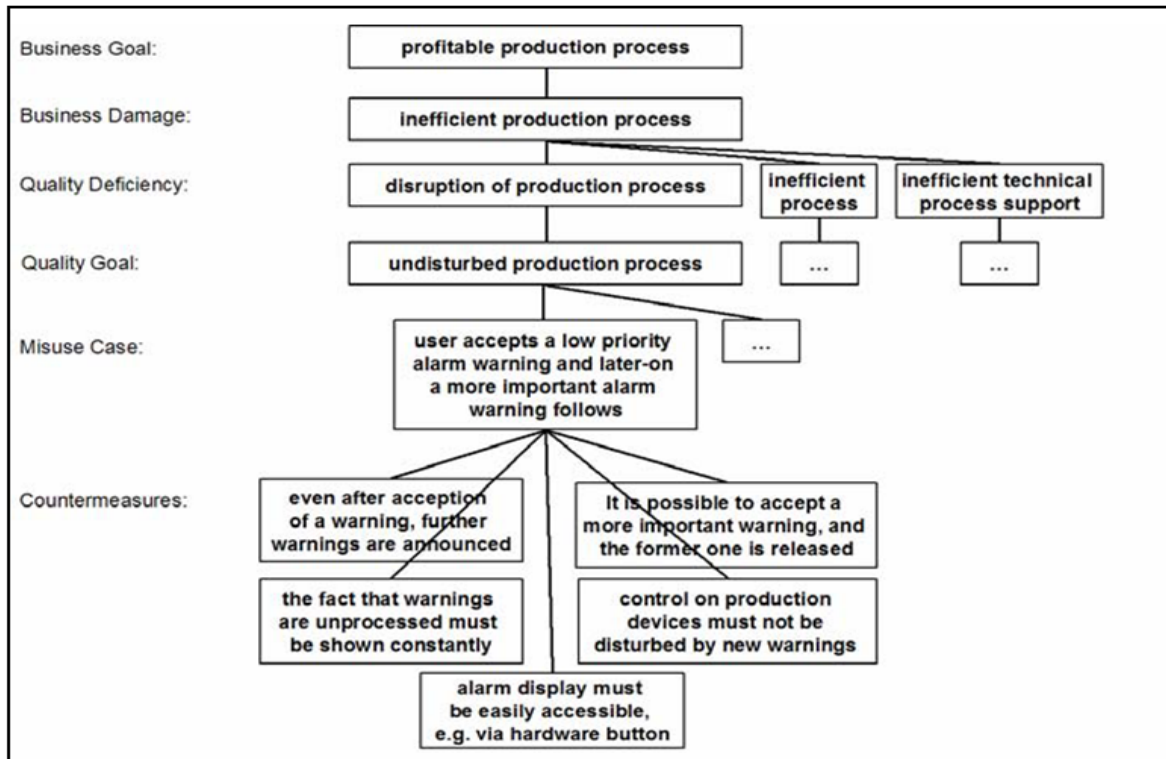 Business Goal:
profitable production process
Business Damage:
inefficient production process
Quality Deficiency:
disruption of production process
inefficient
process
inefficient technical
process support
Quality Goal:
undisturbed production process
...
...
Misuse Case:
user accepts a low priority
alarm warning and later-on
a more important alarm
warning follows
...
Countermeasures:
even after acception
of a warning, further
warnings are announced
It is possible to accept a
more important warning, and
the former one is released
the fact that warnings
are unprocessed must
be shown constantly
control on production
devices must not be
disturbed by new warnings
alarm display must
be easily accessible,
e.g. via hardware button